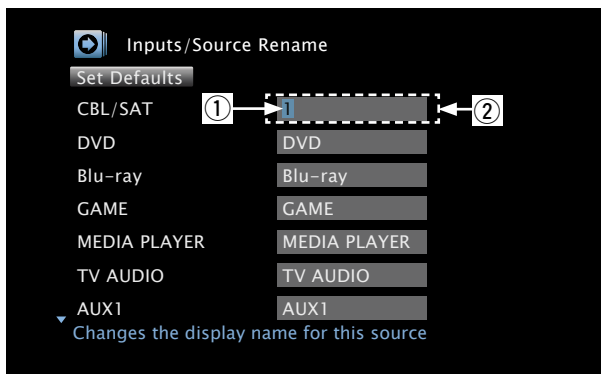 Inputs/Source Rename
Set Defaults
CBL/SAT ① 1 ②
DVD DVD
Blu-ray Blu-ray
GAME GAME
MEDIA PLAYER MEDIA PLAYER
TV AUDIO TV AUDIO
AUX1 AUX1
Changes the display name for this source